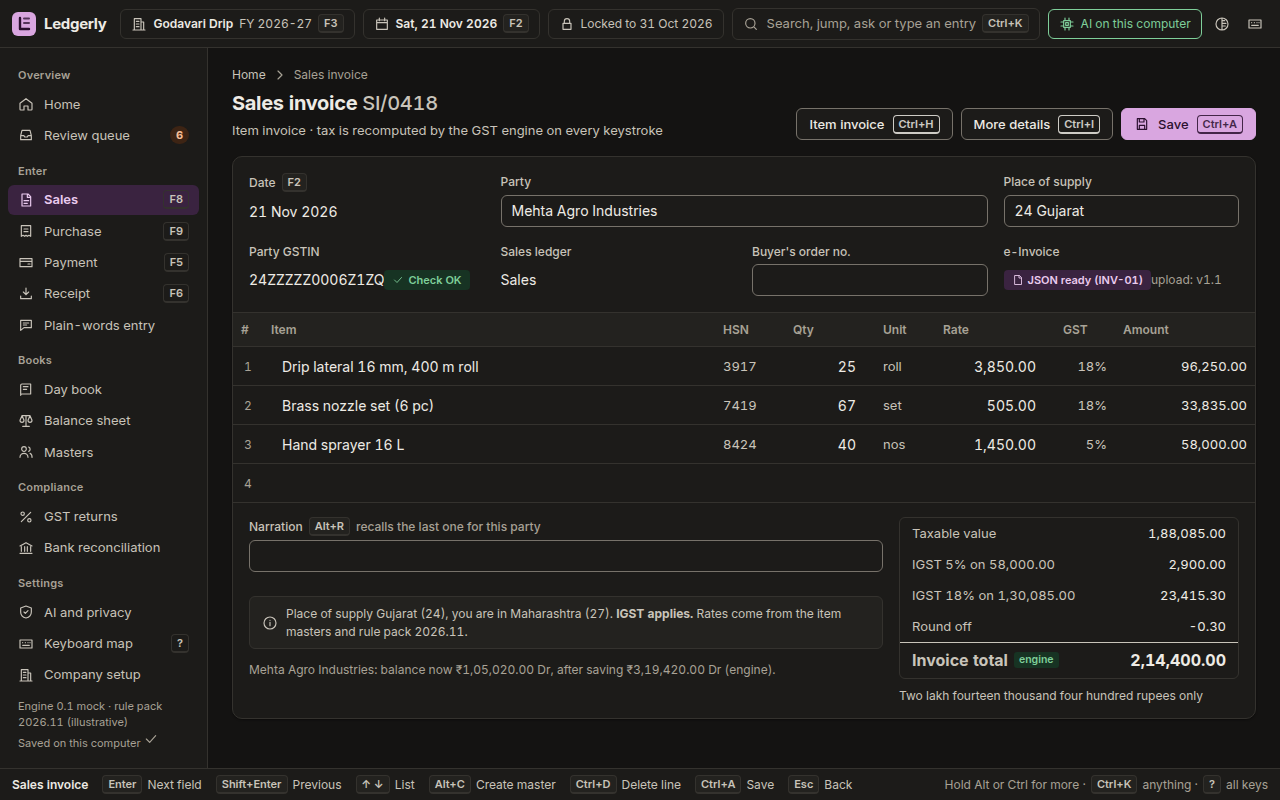 Ledgerly
Godavari Drip FY 2026-27 F3
Sat, 21 Nov 2026 F2
Locked to 31 Oct 2026
Search, jump, ask or type an entry Ctrl+K
AI on this computer
Overview
Home
Review queue 6
Enter
Sales F8
Purchase F9
Payment F5
Receipt F6
Plain-words entry
Books
Day book
Balance sheet
Masters
Compliance
GST returns
Bank reconciliation
Settings
AI and privacy
Keyboard map ?
Company setup
Engine 0.1 mock · rule pack
2026.11 (illustrative)
Saved on this computer
Home Sales invoice
Sales invoice SI/0418
Item invoice · tax is recomputed by the GST engine on every keystroke
Item invoice Ctrl+H
More details Ctrl+I
Save Ctrl+A
Date F2 Party Place of supply
21 Nov 2026 Mehta Agro Industries 24 Gujarat
Party GSTIN Sales ledger Buyer's order no. e-Invoice
24ZZZZZ0006Z1ZQ Check OK Sales JSON ready (INV-01) upload: v1.1
# Item HSN Qty Unit Rate GST Amount
1 Drip lateral 16 mm, 400 m roll 3917 25 roll 3,850.00 18% 96,250.00
2 Brass nozzle set (6 pc) 7419 67 set 505.00 18% 33,835.00
3 Hand sprayer 16 L 8424 40 nos 1,450.00 5% 58,000.00
4
Narration Alt+R recalls the last one for this party
Place of supply Gujarat (24), you are in Maharashtra (27). IGST applies. Rates come from the item
masters and rule pack 2026.11.
Mehta Agro Industries: balance now ₹1,05,020.00 Dr, after saving ₹3,19,420.00 Dr (engine).
Taxable value 1,88,085.00
IGST 5% on 58,000.00 2,900.00
IGST 18% on 1,30,085.00 23,415.30
Round off -0.30
Invoice total engine 2,14,400.00
Two lakh fourteen thousand four hundred rupees only
Sales invoice Enter Next field Shift+Enter Previous ↑↓ List Alt+C Create master Ctrl+D Delete line Ctrl+A Save Esc Back Hold Alt or Ctrl for more · Ctrl+K anything · ? all keys